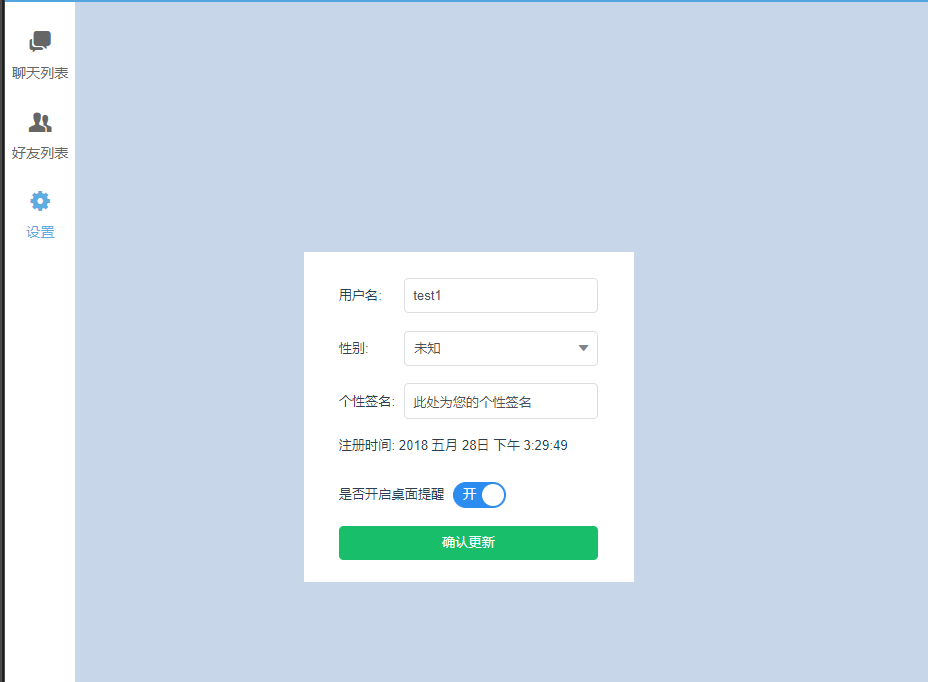 聊天列表
好友列表
设置
用户名: test1
性别: 未知
个性签名: 此处为您的个性签名
注册时间: 2018 五月 28日 下午 3:29:49
是否开启桌面提醒 开
确认更新